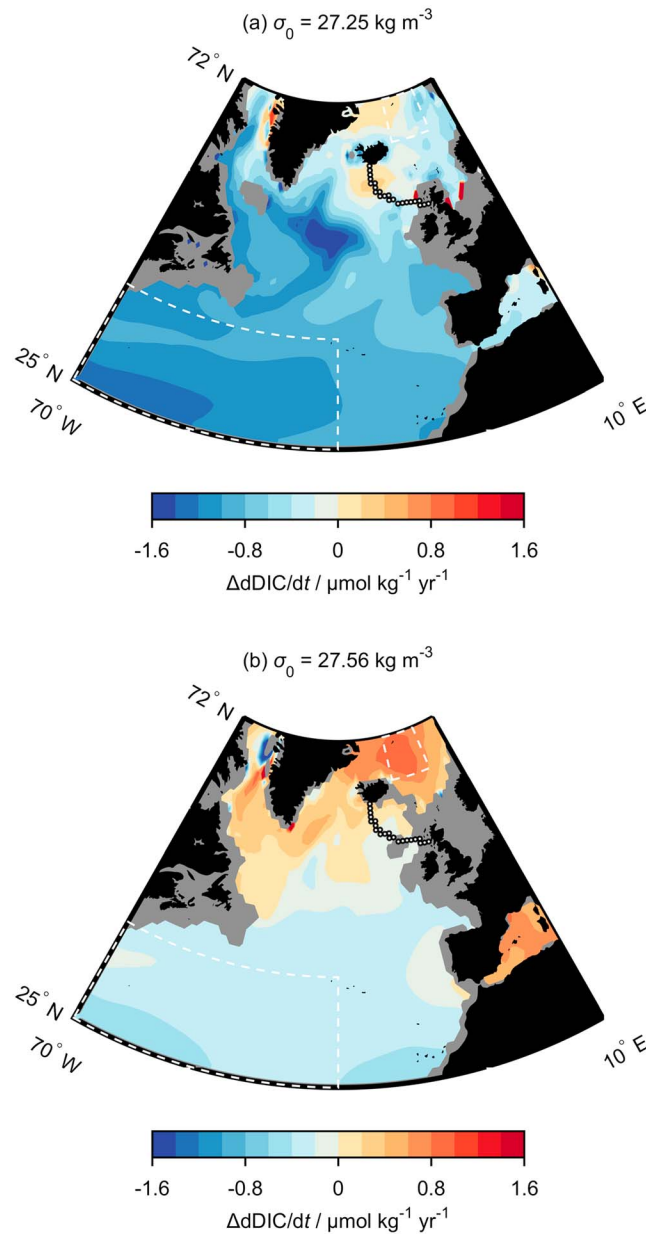 (a) σ₀ = 27.25 kg m⁻³
72° N
25° N
70° W
10° E
-1.6 -0.8 0 0.8 1.6
ΔdDIC/dt / µmol kg⁻¹ yr⁻¹
(b) σ₀ = 27.56 kg m⁻³
72° N
25° N
70° W
10° E
-1.6 -0.8 0 0.8 1.6
ΔdDIC/dt / µmol kg⁻¹ yr⁻¹